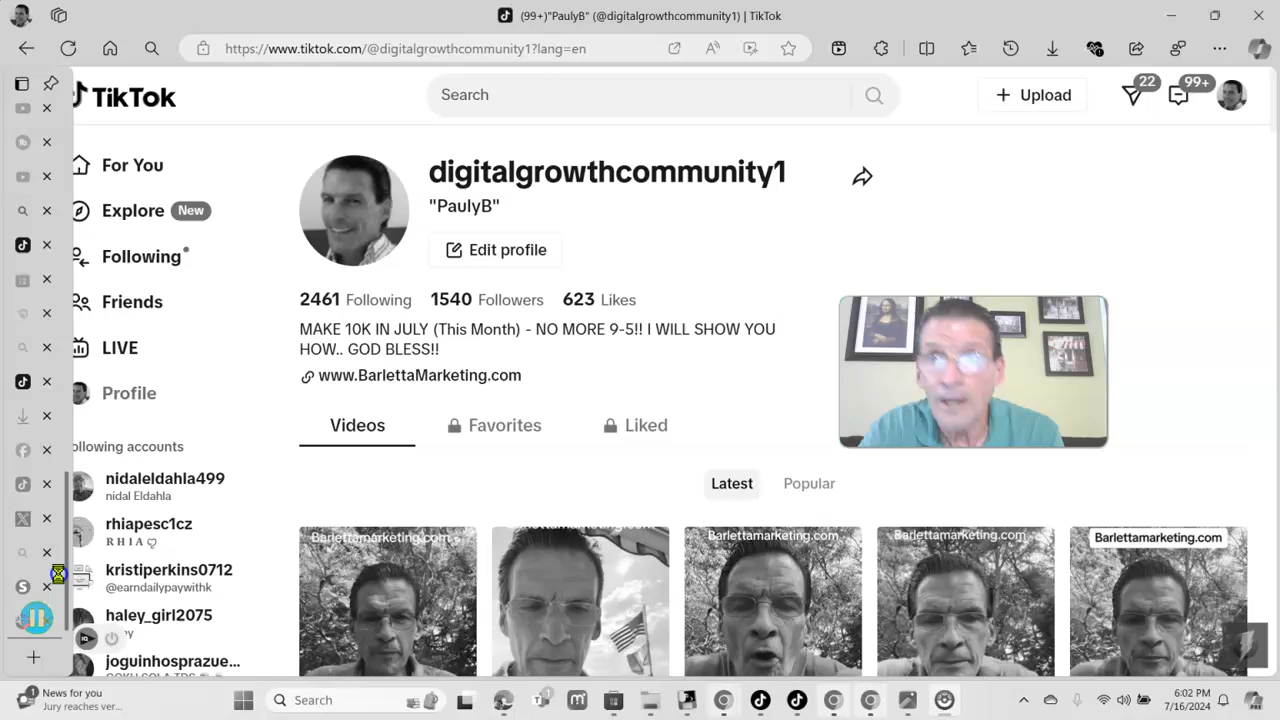 (99+)"PaulyB" (@digitalgrowthcommunity1) | TikTok
https://www.tiktok.com/@digitalgrowthcommunity1?lang=en
TikTok
Search
Upload
22
99+
For You
Explore New
Following
Friends
LIVE
Profile
digitalgrowthcommunity1
"PaulyB"
Edit profile
2461 Following 1540 Followers 623 Likes
MAKE 10K IN JULY (This Month) - NO MORE 9-5!! I WILL SHOW YOU
HOW.. GOD BLESS!!
www.BarlettaMarketing.com
Videos Favorites Liked
Latest Popular
ollowing accounts
nidaleldahla499
nidal Eldahla
rhiapesc1cz
R H I A ღ
kristiperkins0712
@earndailypaywithk
haley_girl2075
ey
joguinhosprazue...
Barlettamarketing.com
Barlettamarketing.com
Barlettamarketing.com
Barlettamarketing.com
News for you
Jury reaches ver...
1
Search
6:02 PM
7/16/2024